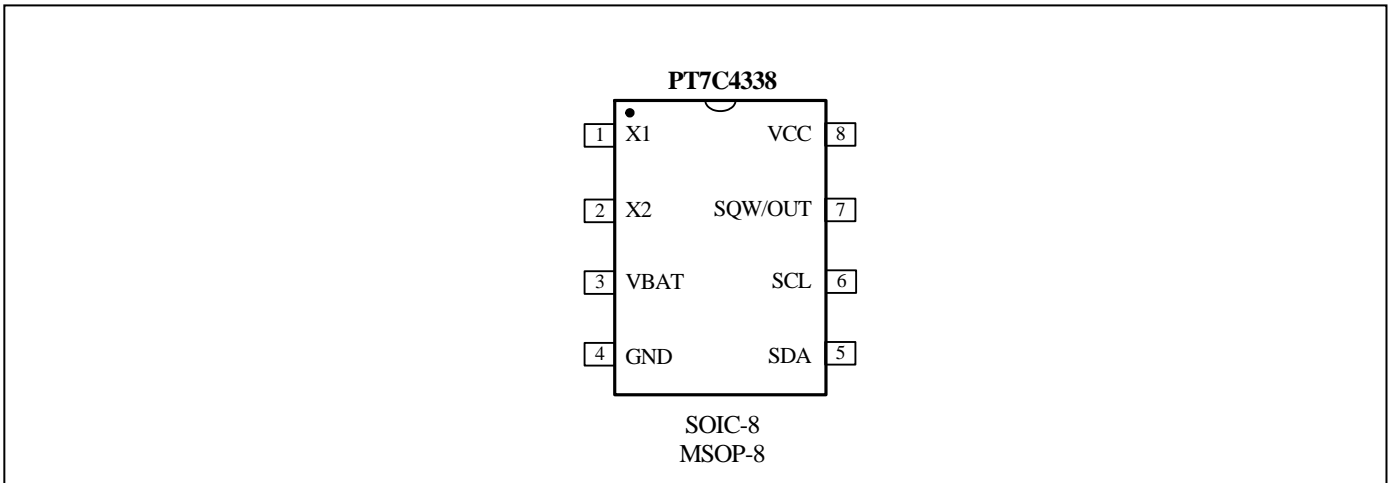 PT7C4338
1 X1 VCC 8
2 X2 SQW/OUT 7
3 VBAT SCL 6
4 GND SDA 5
SOIC-8
MSOP-8